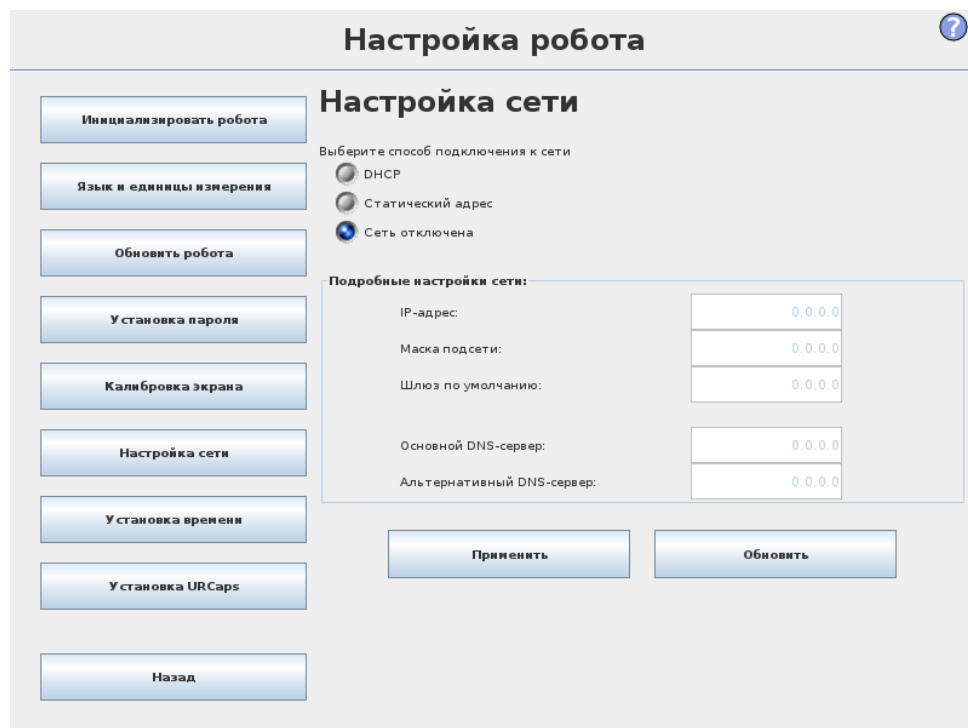 Настройка робота
?
Инициализировать робота
Язык и единицы измерения
Обновить робота
Установка пароля
Калибровка экрана
Настройка сети
Установка времени
Установка URCaps
Назад
Настройка сети
Выберите способ подключения к сети
DHCP
Статический адрес
Сеть отключена
Подробные настройки сети:
IP-адрес: 0.0.0.0
Маска подсети: 0.0.0.0
Шлюз по умолчанию: 0.0.0.0
Основной DNS-сервер: 0.0.0.0
Альтернативный DNS-сервер: 0.0.0.0
Применить Обновить